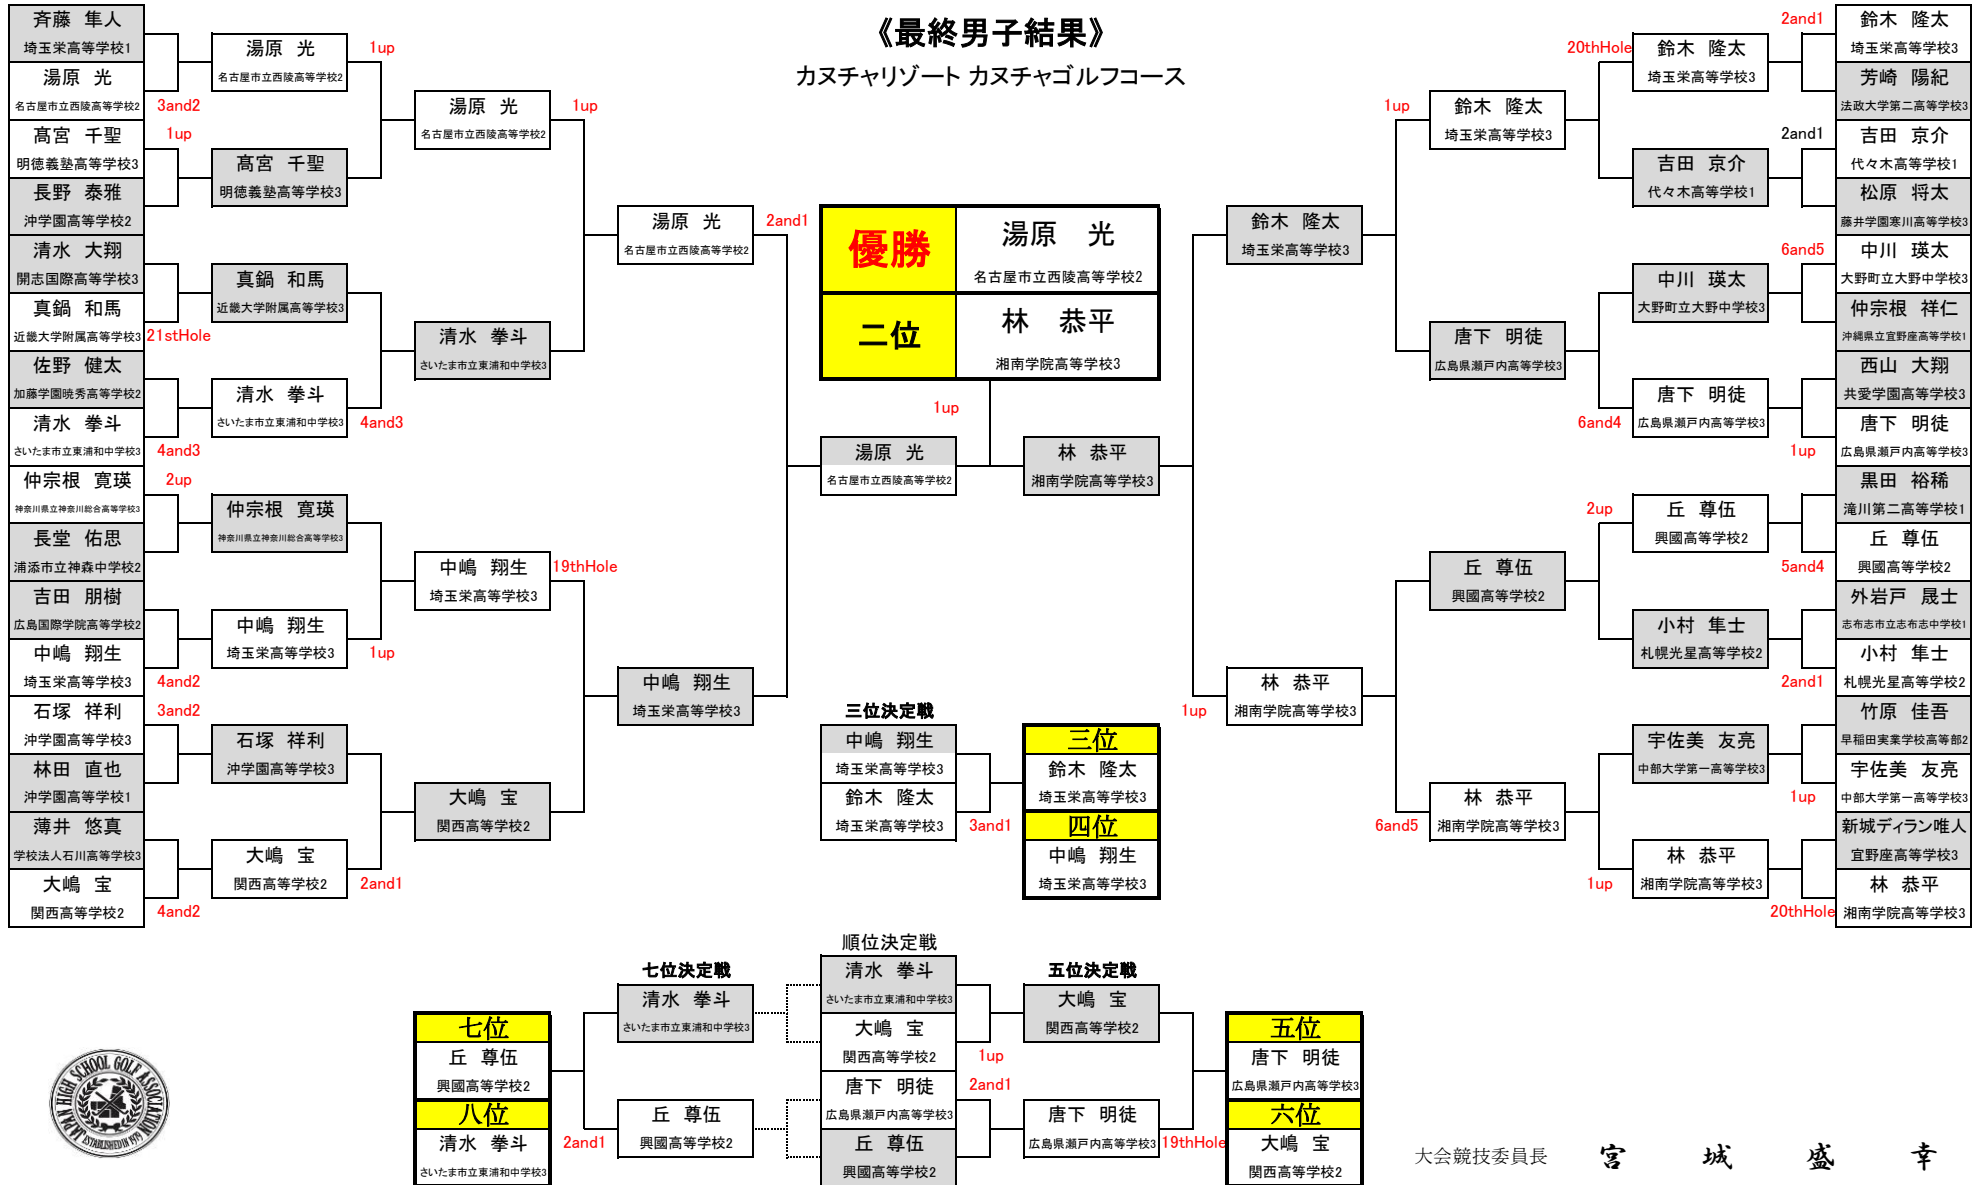 《最終男子結果》
カヌチャリゾート カヌチャゴルフコース
斉藤 隼人
埼玉栄高等学校1
湯原 光
名古屋市立西陵高等学校2
3and2
髙宮 千聖
1up
明徳義塾高等学校3
長野 泰雅
沖学園高等学校2
清水 大翔
開志国際高等学校3
真鍋 和馬
近畿大学附属高等学校3
21stHole
佐野 健太
加藤学園暁秀高等学校2
清水 拳斗
さいたま市立東浦和中学校3
4and3
仲宗根 寛瑛
2up
神奈川県立神奈川総合高等学校3
長堂 佑思
浦添市立神森中学校2
吉田 朋樹
広島国際学院高等学校2
中嶋 翔生
埼玉栄高等学校3
4and2
石塚 祥利
3and2
沖学園高等学校3
林田 直也
沖学園高等学校1
薄井 悠真
学校法人石川高等学校3
大嶋 宝
関西高等学校2
4and2
湯原 光
1up
名古屋市立西陵高等学校2
髙宮 千聖
明徳義塾高等学校3
真鍋 和馬
近畿大学附属高等学校3
清水 拳斗
さいたま市立東浦和中学校3
4and3
仲宗根 寛瑛
神奈川県立神奈川総合高等学校3
中嶋 翔生
埼玉栄高等学校3
1up
石塚 祥利
沖学園高等学校3
大嶋 宝
関西高等学校2
2and1
湯原 光
1up
名古屋市立西陵高等学校2
清水 拳斗
さいたま市立東浦和中学校3
中嶋 翔生
19thHole
埼玉栄高等学校3
大嶋 宝
関西高等学校2
湯原 光
2and1
名古屋市立西陵高等学校2
中嶋 翔生
埼玉栄高等学校3
優勝
湯原 光
名古屋市立西陵高等学校2
二位
林 恭平
湘南学院高等学校3
1up
湯原 光
名古屋市立西陵高等学校2
林 恭平
湘南学院高等学校3
三位決定戦
中嶋 翔生
埼玉栄高等学校3
鈴木 隆太
埼玉栄高等学校3
3and1
三位
鈴木 隆太
埼玉栄高等学校3
四位
中嶋 翔生
埼玉栄高等学校3
鈴木 隆太
埼玉栄高等学校3
林 恭平
1up
湘南学院高等学校3
1up
鈴木 隆太
埼玉栄高等学校3
唐下 明徒
広島県瀬戸内高等学校3
丘 尊伍
興國高等学校2
林 恭平
6and5
湘南学院高等学校3
20thHole
鈴木 隆太
埼玉栄高等学校3
吉田 京介
代々木高等学校1
中川 瑛太
大野町立大野中学校3
唐下 明徒
6and4
広島県瀬戸内高等学校3
2up
丘 尊伍
興國高等学校2
小村 隼士
札幌光星高等学校2
宇佐美 友亮
中部大学第一高等学校3
林 恭平
1up
湘南学院高等学校3
2and1
鈴木 隆太
埼玉栄高等学校3
芳崎 陽紀
法政大学第二高等学校3
2and1
吉田 京介
代々木高等学校1
松原 将太
藤井学園寒川高等学校3
6and5
中川 瑛太
大野町立大野中学校3
仲宗根 祥仁
沖縄県立宜野座高等学校1
西山 大翔
共愛学園高等学校3
唐下 明徒
1up
広島県瀬戸内高等学校3
黒田 裕稀
滝川第二高等学校1
丘 尊伍
5and4
興國高等学校2
外岩戸 晟士
志布志市立志布志中学校1
小村 隼士
2and1
札幌光星高等学校2
竹原 佳吾
早稲田実業学校高等部2
宇佐美 友亮
1up
中部大学第一高等学校3
新城ディラン唯人
宜野座高等学校3
林 恭平
20thHole
湘南学院高等学校3
順位決定戦
七位決定戦
五位決定戦
清水 拳斗
さいたま市立東浦和中学校3
大嶋 宝
関西高等学校2
1up
唐下 明徒
2and1
広島県瀬戸内高等学校3
丘 尊伍
興國高等学校2
清水 拳斗
さいたま市立東浦和中学校3
丘 尊伍
2and1
興國高等学校2
七位
丘 尊伍
興國高等学校2
八位
清水 拳斗
さいたま市立東浦和中学校3
大嶋 宝
関西高等学校2
唐下 明徒
広島県瀬戸内高等学校3
19thHole
五位
唐下 明徒
広島県瀬戸内高等学校3
六位
大嶋 宝
関西高等学校2
JAPAN HIGH SCHOOL GOLF ASSOCIATION
ESTABLISHED IN 1979
大会競技委員長 宮 城 盛 幸